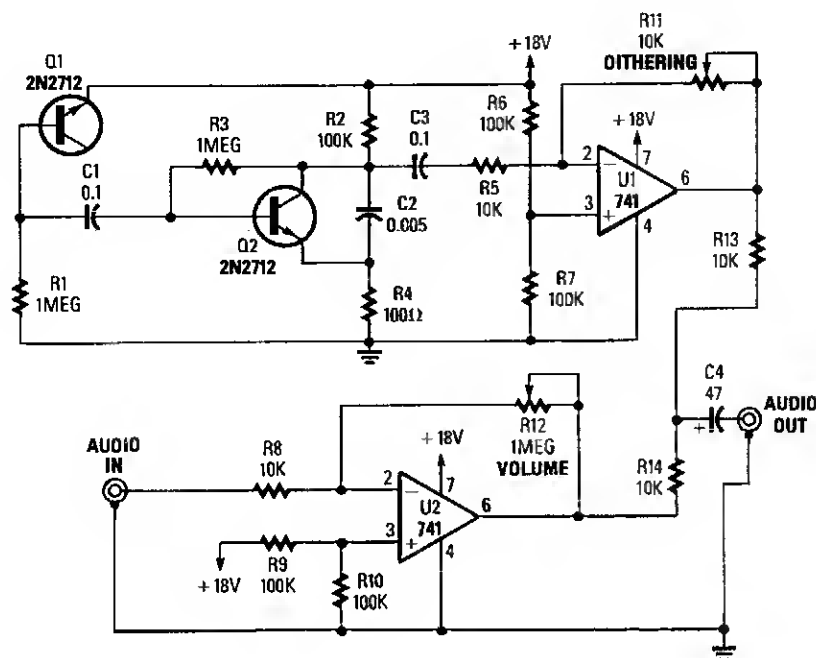 Q1
2N2712
R1
1MEG
C1
0.1
R3
1MEG
Q2
2N2712
R2
100K
C2
0.005
R4
100Ω
C3
0.1
R5
10K
+18V
R6
100K
R7
100K
R11
10K
DITHERING
+18V
2
−
7
U1
741
3
+
4
6
R13
10K
C4
47
+
AUDIO
OUT
R14
10K
AUDIO
IN
R8
10K
R12
1MEG
VOLUME
+18V
2
−
7
U2
741
3
+
4
6
+18V
R9
100K
R10
100K